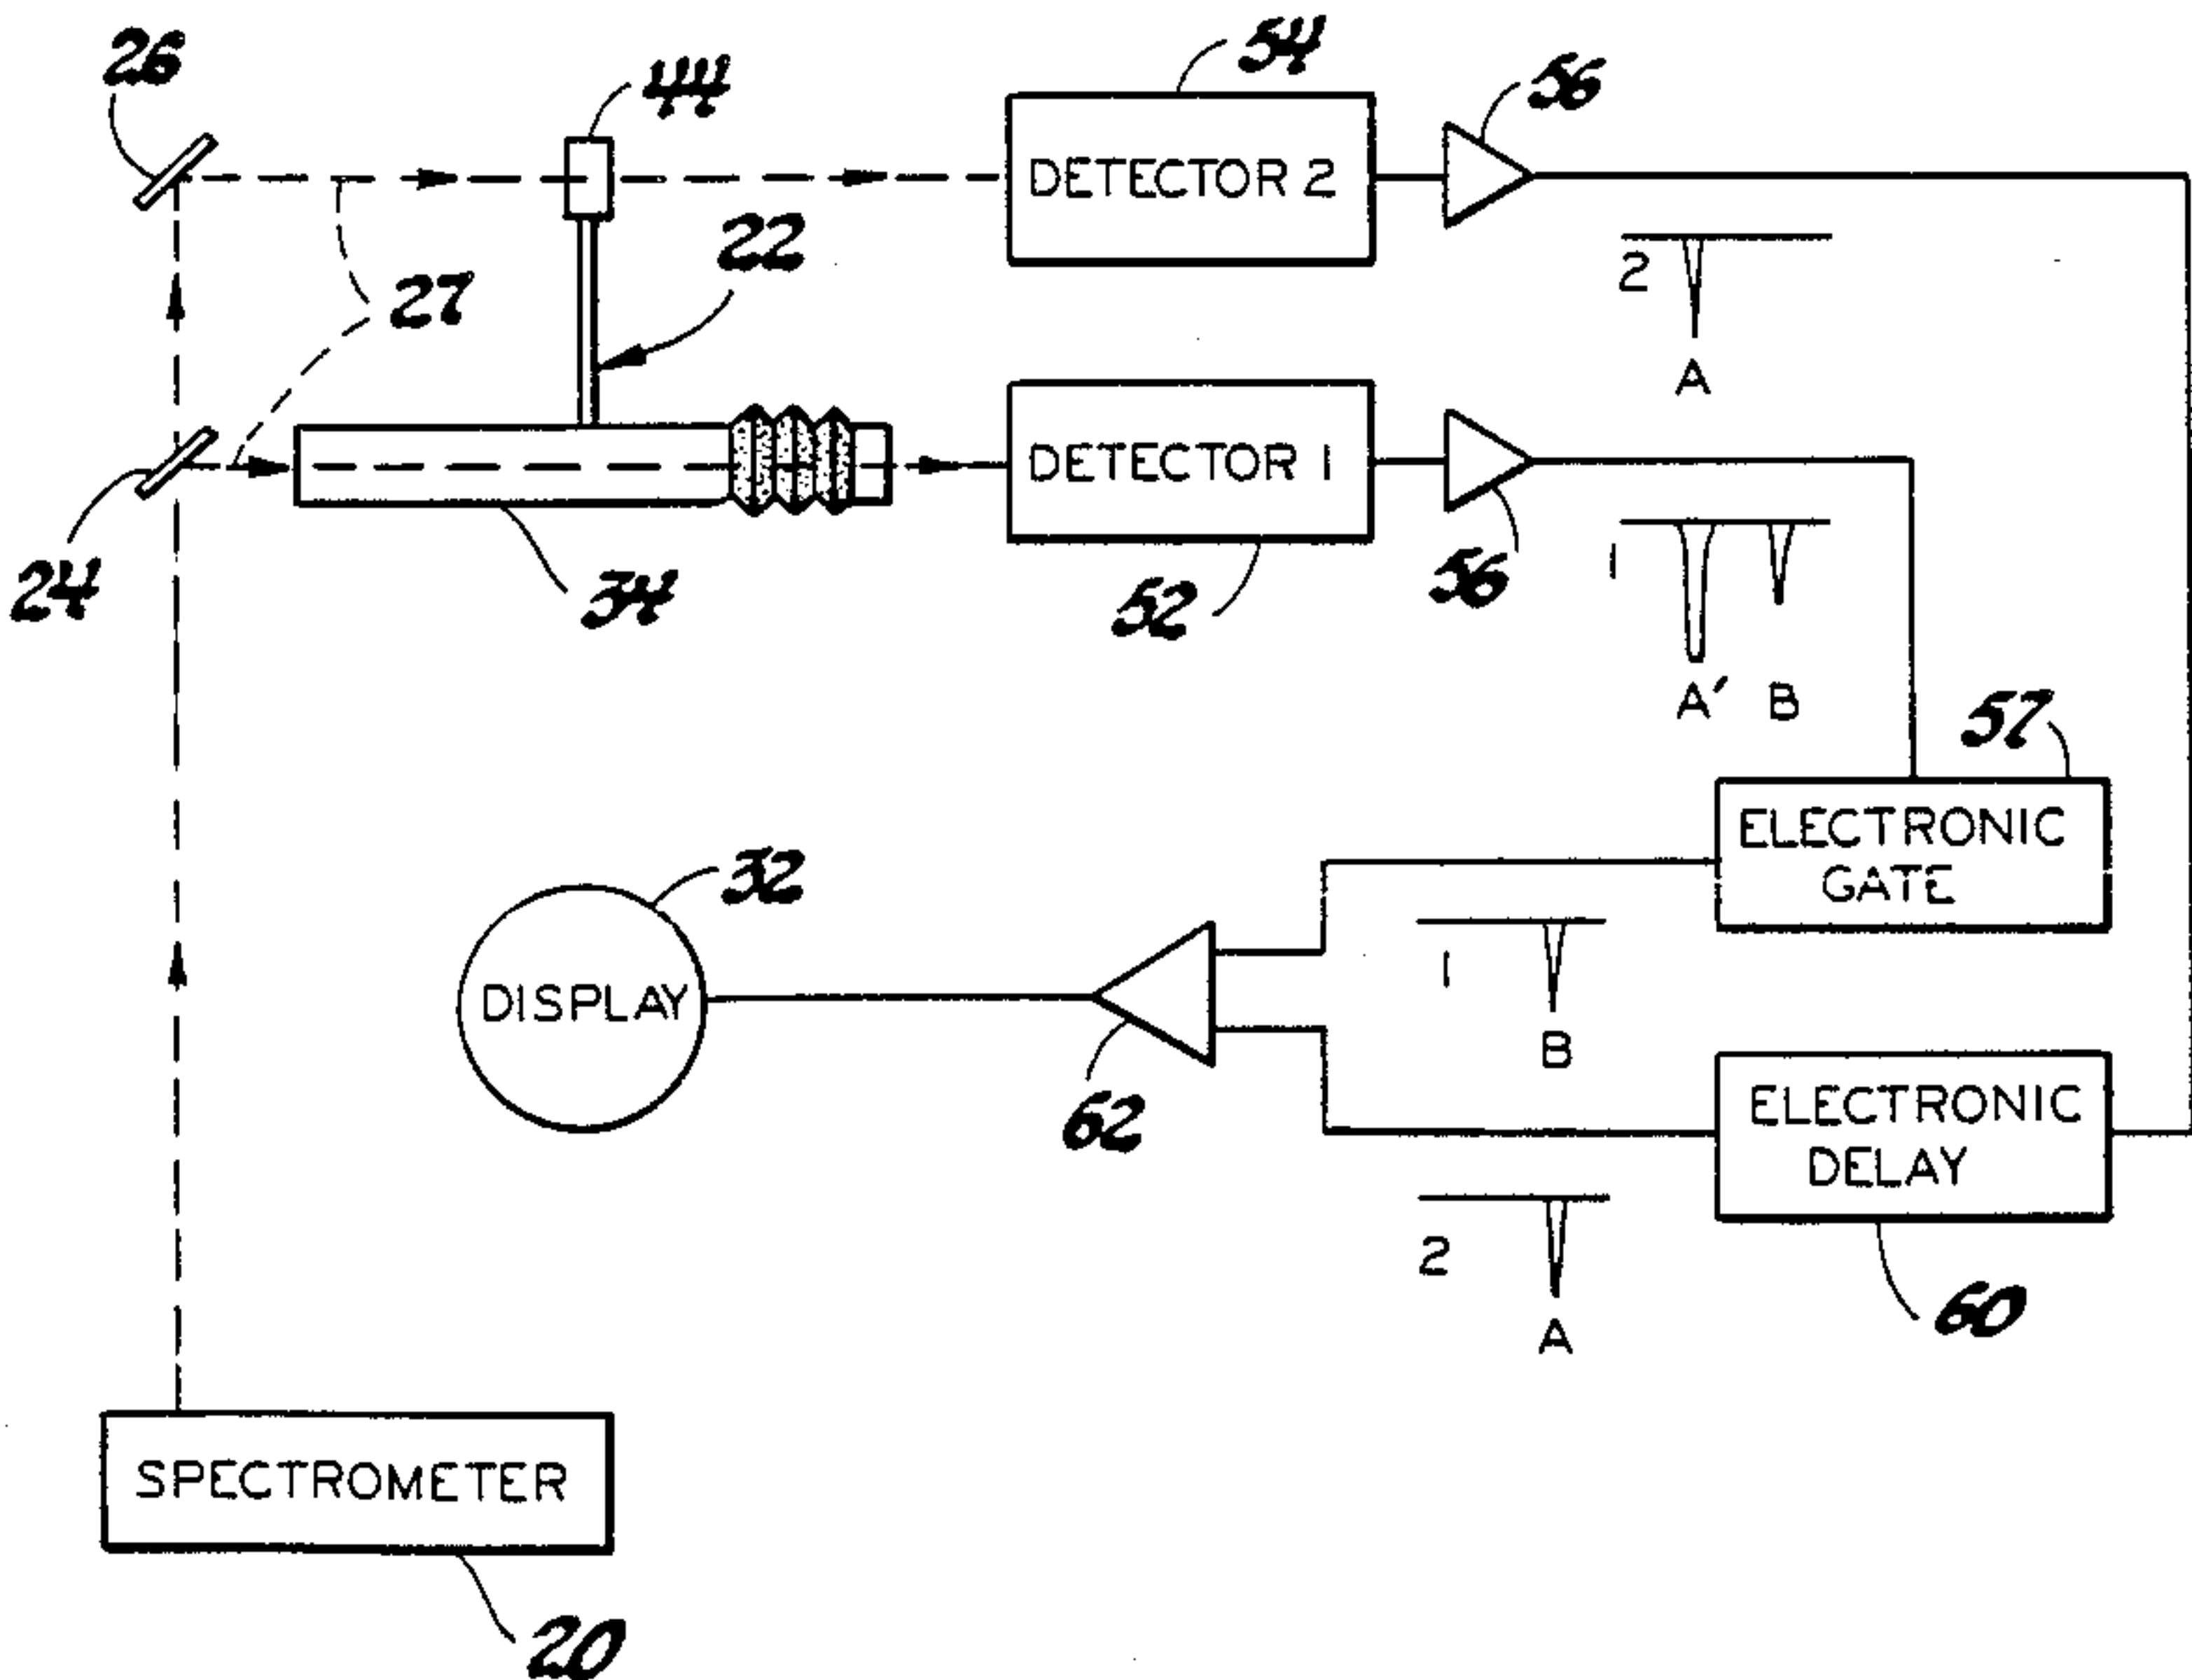 26
44
54
56
DETECTOR 2
22
27
2
A
DETECTOR 1
24
34
52
56
1
A' B
57
ELECTRONIC
GATE
32
DISPLAY
1
B
62
ELECTRONIC
DELAY
2
A
60
SPECTROMETER
20